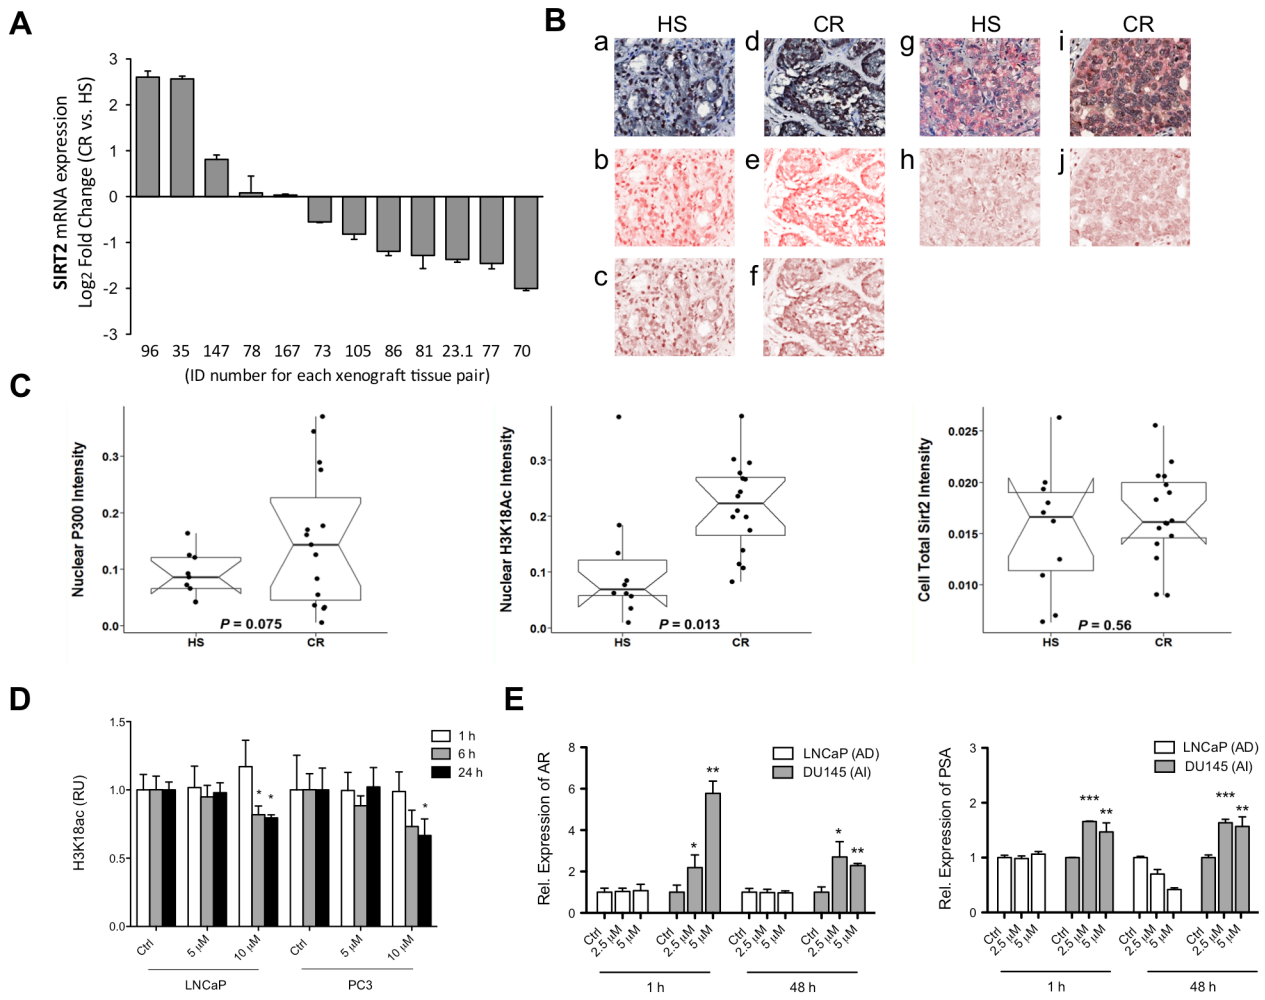 A
SIRT2 mRNA expression
Log2 Fold Change (CR vs. HS)
3
2
1
0
-1
-2
-3
96 35 147 78 167 73 105 86 81 23.1 77 70
(ID number for each xenograft tissue pair)
B
HS CR HS CR
a d g i
b e h j
c f
C
Nuclear P300 Intensity
0.3
0.2
0.1
0.0
P = 0.075
HS CR
Nuclear H3K18Ac Intensity
0.3
0.2
0.1
0.0
P = 0.013
HS CR
Cell Total Sirt2 Intensity
0.025
0.020
0.015
0.010
P = 0.56
HS CR
D
H3K18ac (RU)
1.5
1.0
0.5
0.0
1 h
6 h
24 h
* * *
Ctrl 5 µM 10 µM Ctrl 5 µM 10 µM
LNCaP PC3
E
Rel. Expression of AR
8
6
4
2
0
LNCaP (AD)
DU145 (AI)
* ** * **
Ctrl 2.5 µM 5 µM Ctrl 2.5 µM 5 µM Ctrl 2.5 µM 5 µM Ctrl 2.5 µM 5 µM
1 h 48 h
Rel. Expression of PSA
3
2
1
0
LNCaP (AD)
DU145 (AI)
*** ** *** **
Ctrl 2.5 µM 5 µM Ctrl 2.5 µM 5 µM Ctrl 2.5 µM 5 µM Ctrl 2.5 µM 5 µM
1 h 48 h